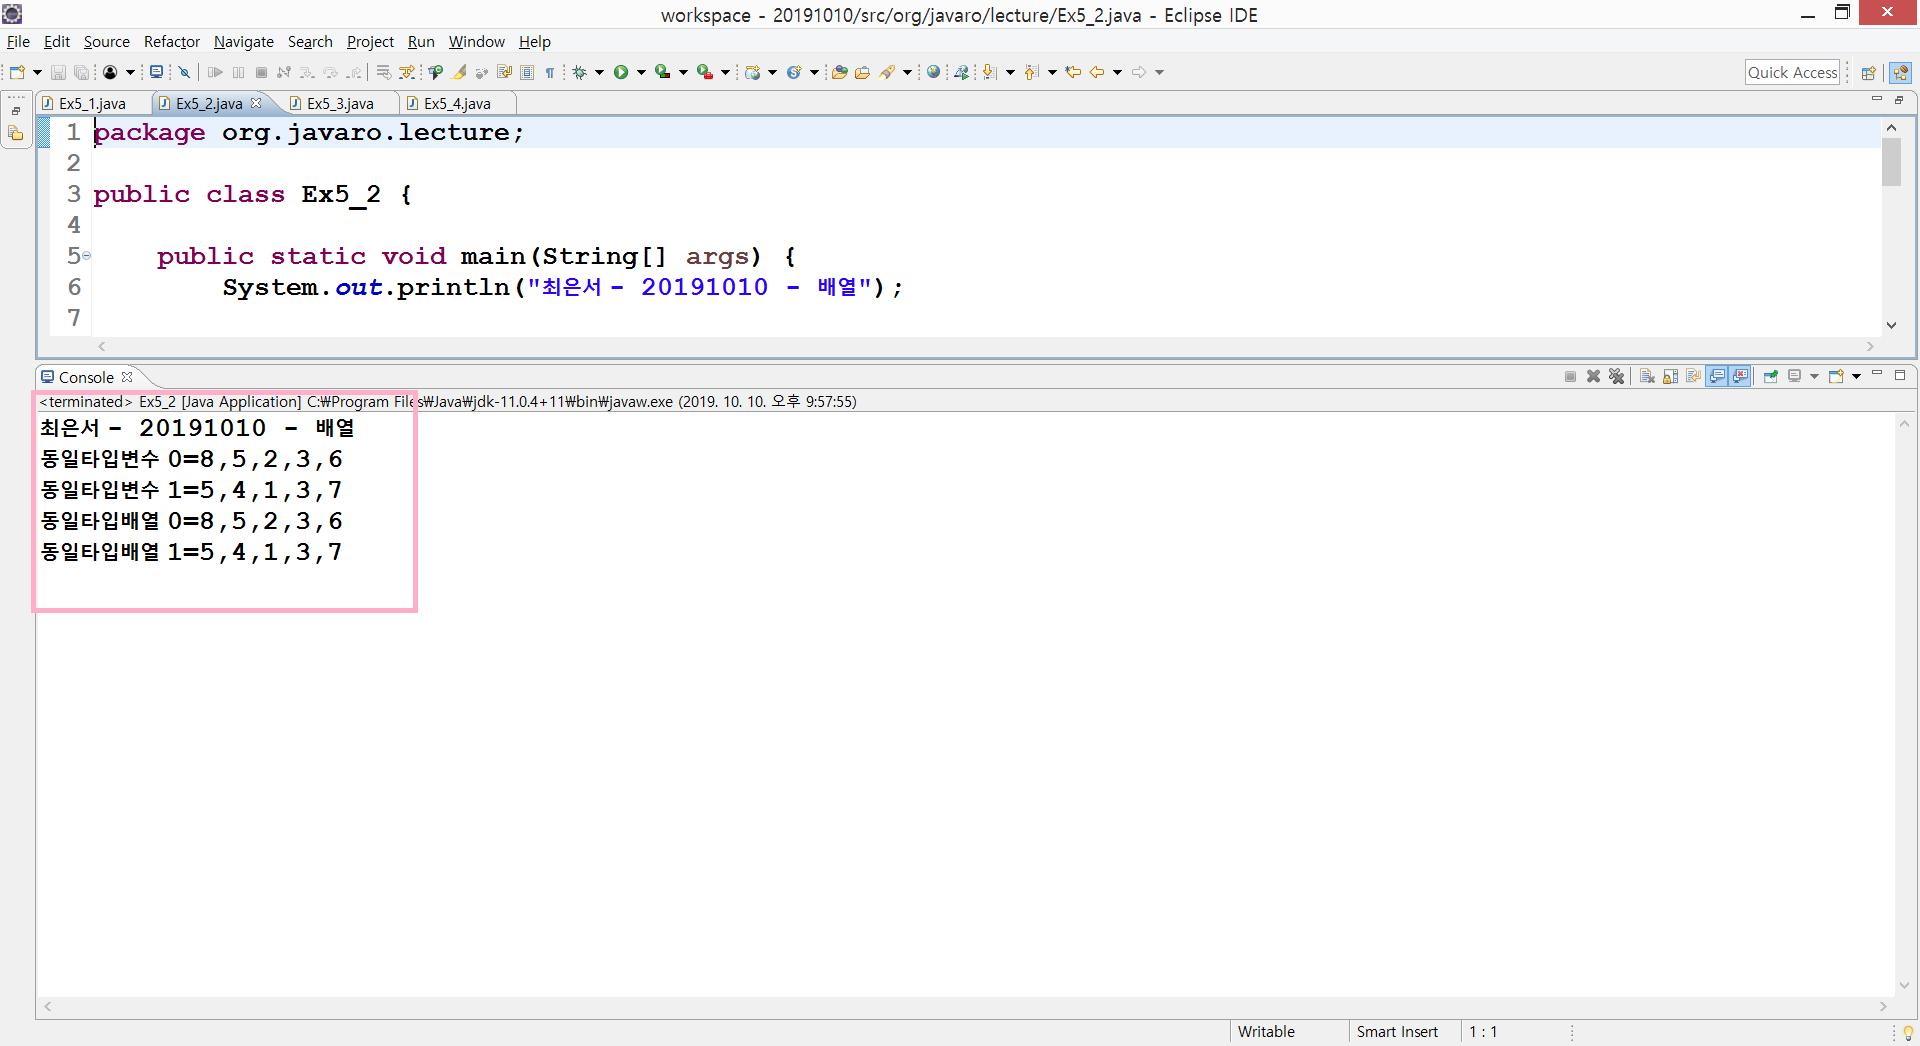 workspace - 20191010/src/org/javaro/lecture/Ex5_2.java - Eclipse IDE
File Edit Source Refactor Navigate Search Project Run Window Help
Quick Access
Ex5_1.java Ex5_2.java Ex5_3.java Ex5_4.java
1 package org.javaro.lecture;
2
3 public class Ex5_2 {
4
5 public static void main(String[] args) {
6 System.out.println("최은서 - 20191010 - 배열");
7
Console
<terminated> Ex5_2 [Java Application] C:₩Program Files₩Java₩jdk-11.0.4+11₩bin₩javaw.exe (2019. 10. 10. 오후 9:57:55)
최은서 - 20191010 - 배열
동일타입변수 0=8,5,2,3,6
동일타입변수 1=5,4,1,3,7
동일타입배열 0=8,5,2,3,6
동일타입배열 1=5,4,1,3,7
Writable Smart Insert 1 : 1